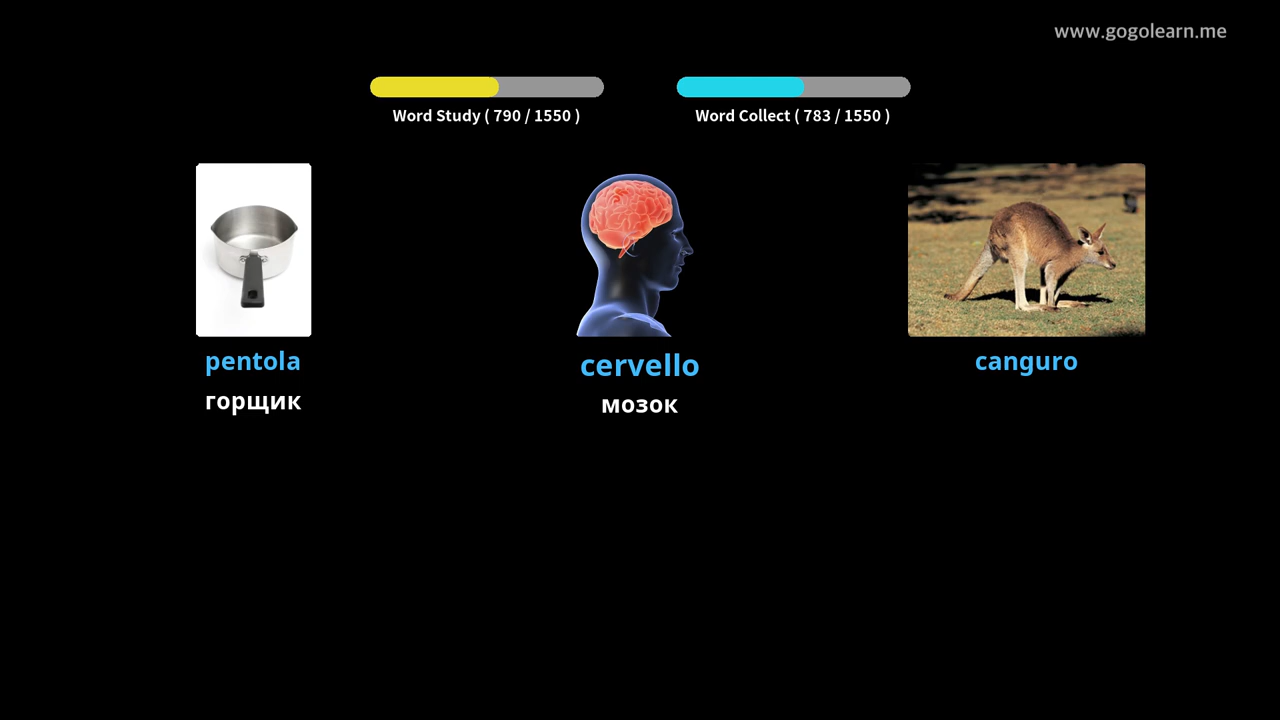 www.gogolearn.me
Word Study ( 790 / 1550 )
Word Collect ( 783 / 1550 )
pentola
горщик
cervello
мозок
canguro